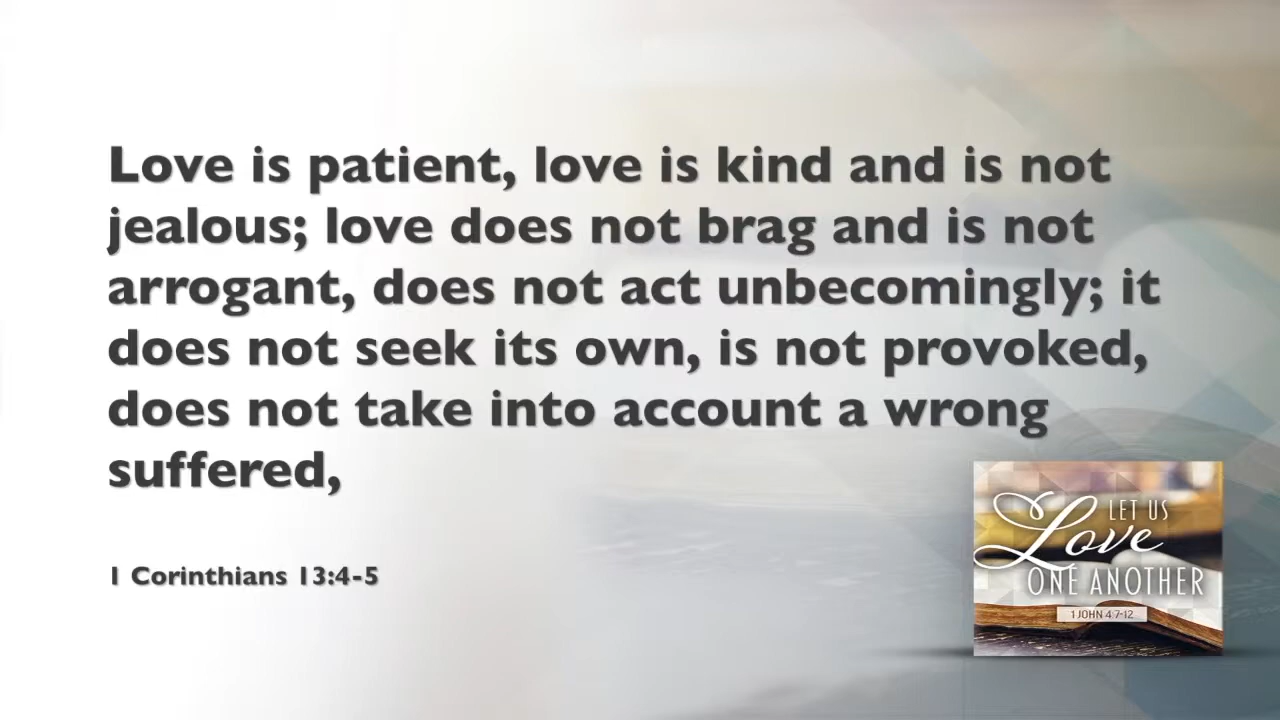 Love is patient, love is kind and is not
jealous; love does not brag and is not
arrogant, does not act unbecomingly; it
does not seek its own, is not provoked,
does not take into account a wrong
suffered,
1 Corinthians 13:4-5
LET US
Love
ONE ANOTHER
1 JOHN 4:7-12